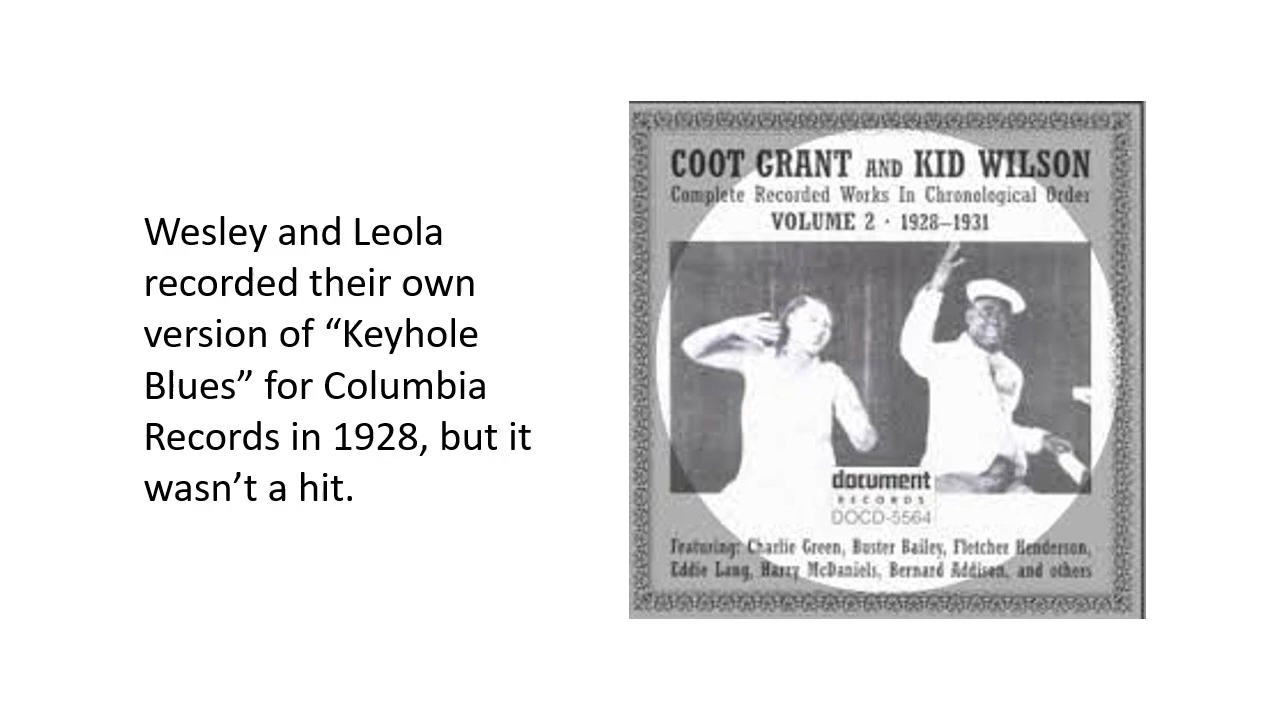 Wesley and Leola
recorded their own
version of “Keyhole
Blues” for Columbia
Records in 1928, but it
wasn’t a hit.
COOT GRANT AND KID WILSON
Complete Recorded Works In Chronological Order
VOLUME 2 · 1928–1931
document
RECORDS
DOCD-5564
Featuring: Charlie Green, Buster Bailey, Fletcher Henderson,
Eddie Lang, Harry McDaniels, Bernard Addison, and others